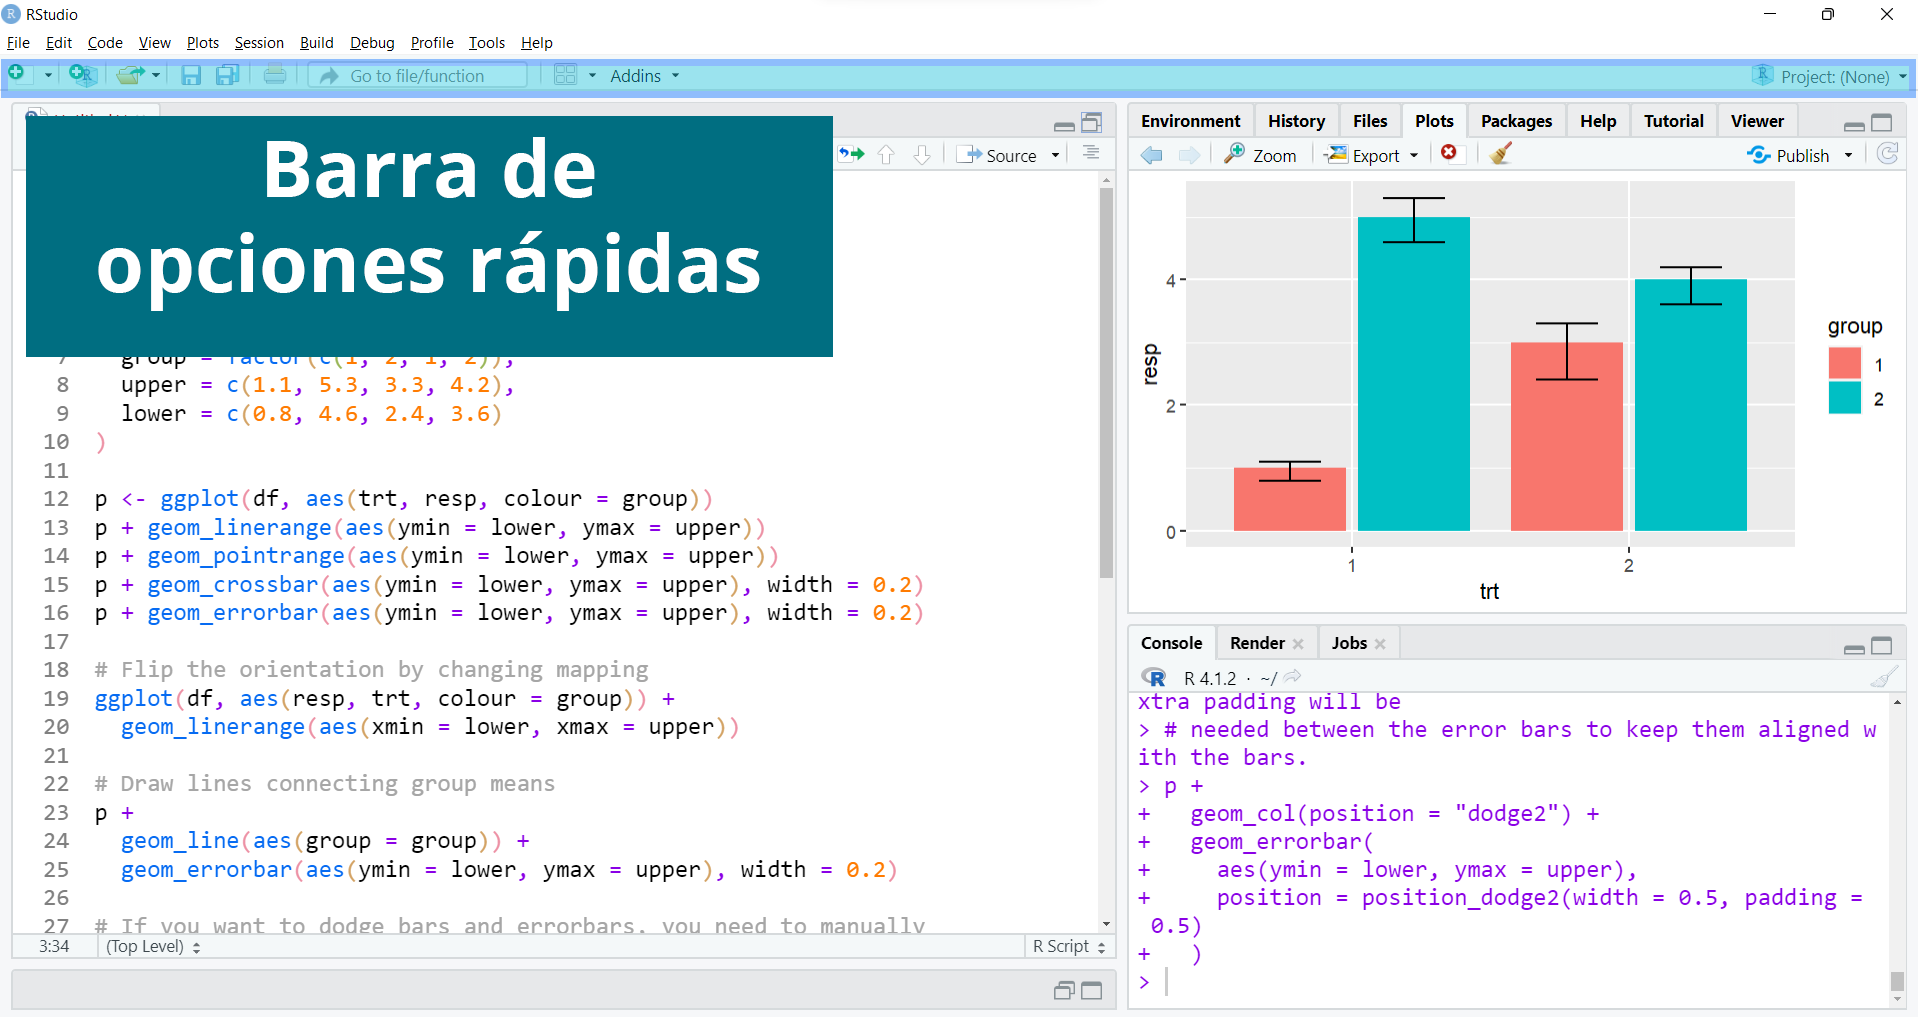 RStudio
File Edit Code View Plots Session Build Debug Profile Tools Help
Go to file/function Addins Project: (None)
Barra de
opciones rápidas
Source
7 group = factor(c(1, 2, 1, 2)),
8 upper = c(1.1, 5.3, 3.3, 4.2),
9 lower = c(0.8, 4.6, 2.4, 3.6)
10 )
11
12 p <- ggplot(df, aes(trt, resp, colour = group))
13 p + geom_linerange(aes(ymin = lower, ymax = upper))
14 p + geom_pointrange(aes(ymin = lower, ymax = upper))
15 p + geom_crossbar(aes(ymin = lower, ymax = upper), width = 0.2)
16 p + geom_errorbar(aes(ymin = lower, ymax = upper), width = 0.2)
17
18 # Flip the orientation by changing mapping
19 ggplot(df, aes(resp, trt, colour = group)) +
20 geom_linerange(aes(xmin = lower, xmax = upper))
21
22 # Draw lines connecting group means
23 p +
24 geom_line(aes(group = group)) +
25 geom_errorbar(aes(ymin = lower, ymax = upper), width = 0.2)
26
27 # If you want to dodge bars and errorbars, you need to manually
3:34 (Top Level) R Script
Environment History Files Plots Packages Help Tutorial Viewer
Zoom Export Publish
4
2
0
resp
1 2
trt
group
1
2
Console Render Jobs
R R 4.1.2 · ~/
xtra padding will be
> # needed between the error bars to keep them aligned w
ith the bars.
> p +
+ geom_col(position = "dodge2") +
+ geom_errorbar(
+ aes(ymin = lower, ymax = upper),
+ position = position_dodge2(width = 0.5, padding =
0.5)
+ )
>